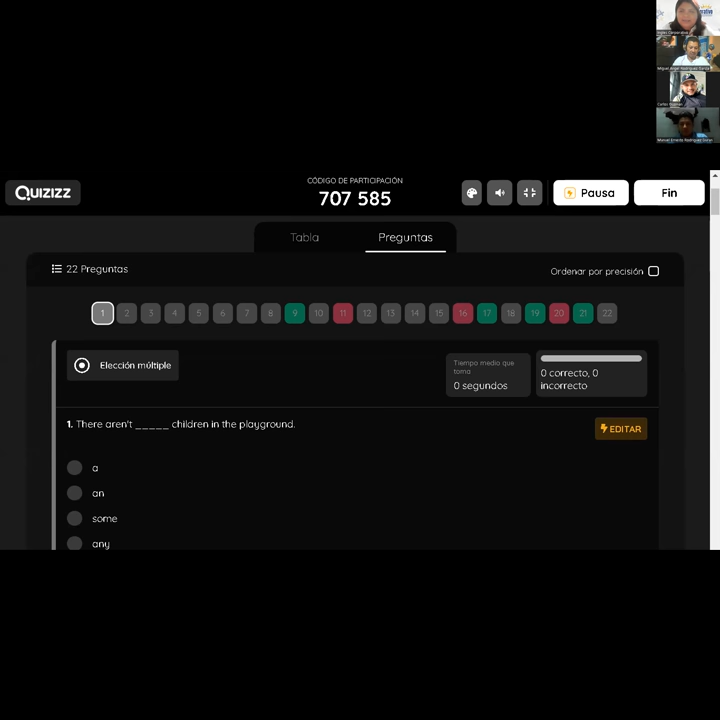 QUIZIZZ
CÓDIGO DE PARTICIPACIÓN
707 585
Pausa
Fin
Tabla
Preguntas
22 Preguntas
Ordenar por precisión
1 2 3 4 5 6 7 8 9 10 11 12 13 14 15 16 17 18 19 20 21 22
Elección múltiple
Tiempo medio que
toma
0 segundos
0 correcto, 0
incorrecto
1. There aren't _____ children in the playground.
EDITAR
a
an
some
any